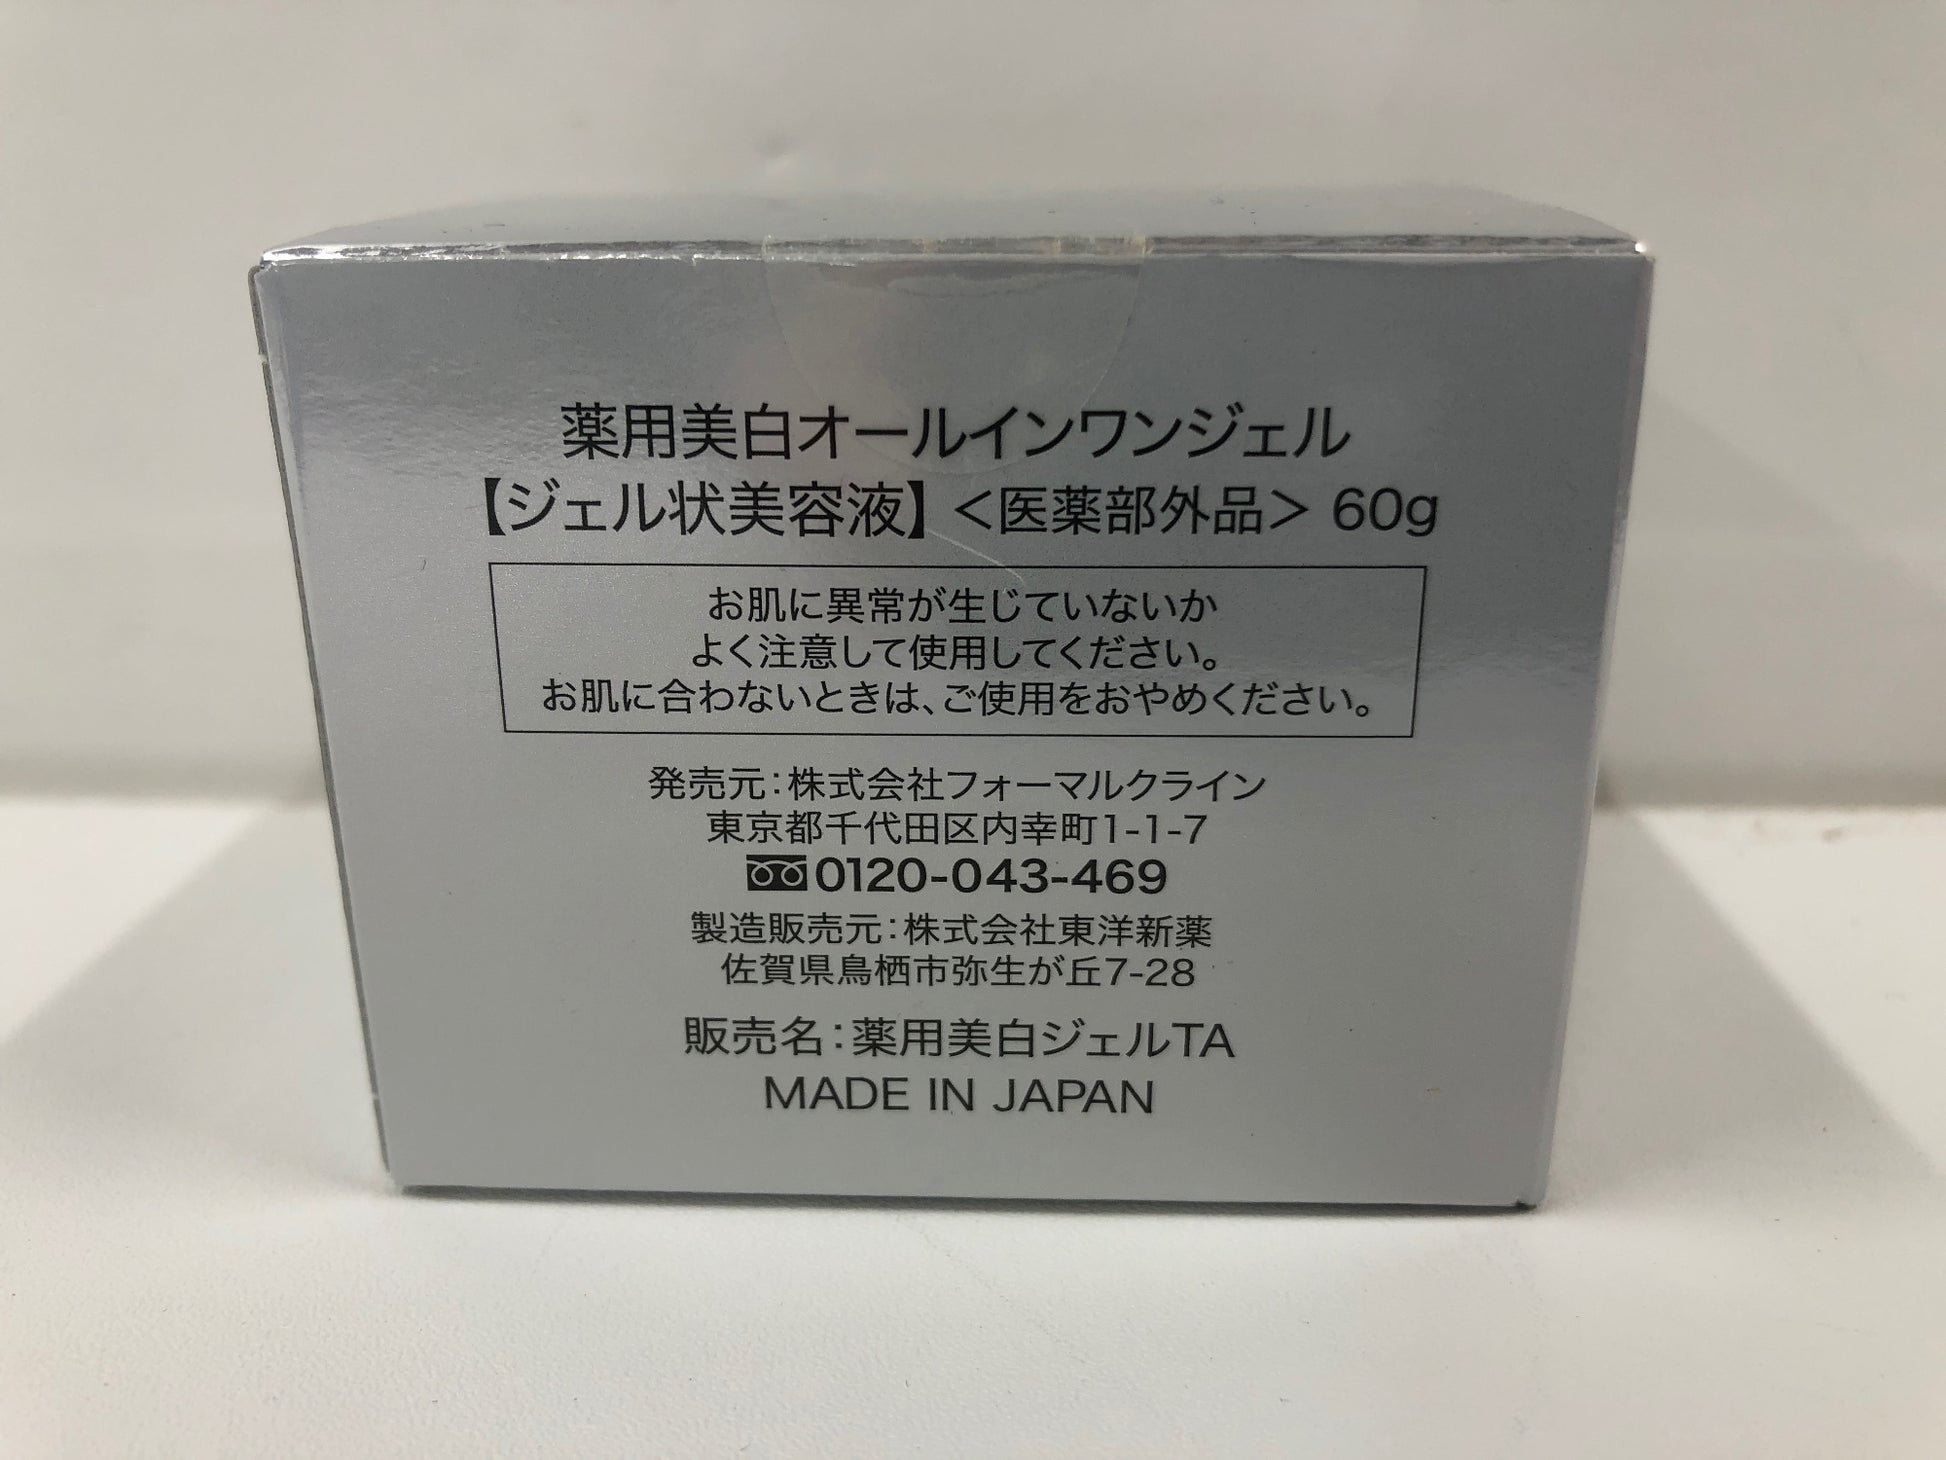 薬用美白オールインワンジェル
【ジェル状美容液】<医薬部外品> 60g
お肌に異常が生じていないか
よく注意して使用してください。
お肌に合わないときは、ご使用をおやめください。
発売元:株式会社フォーマルクライン
東京都千代田区内幸町1-1-7
0120-043-469
製造販売元:株式会社東洋新薬
佐賀県鳥栖市弥生が丘7-28
販売名:薬用美白ジェルTA
MADE IN JAPAN